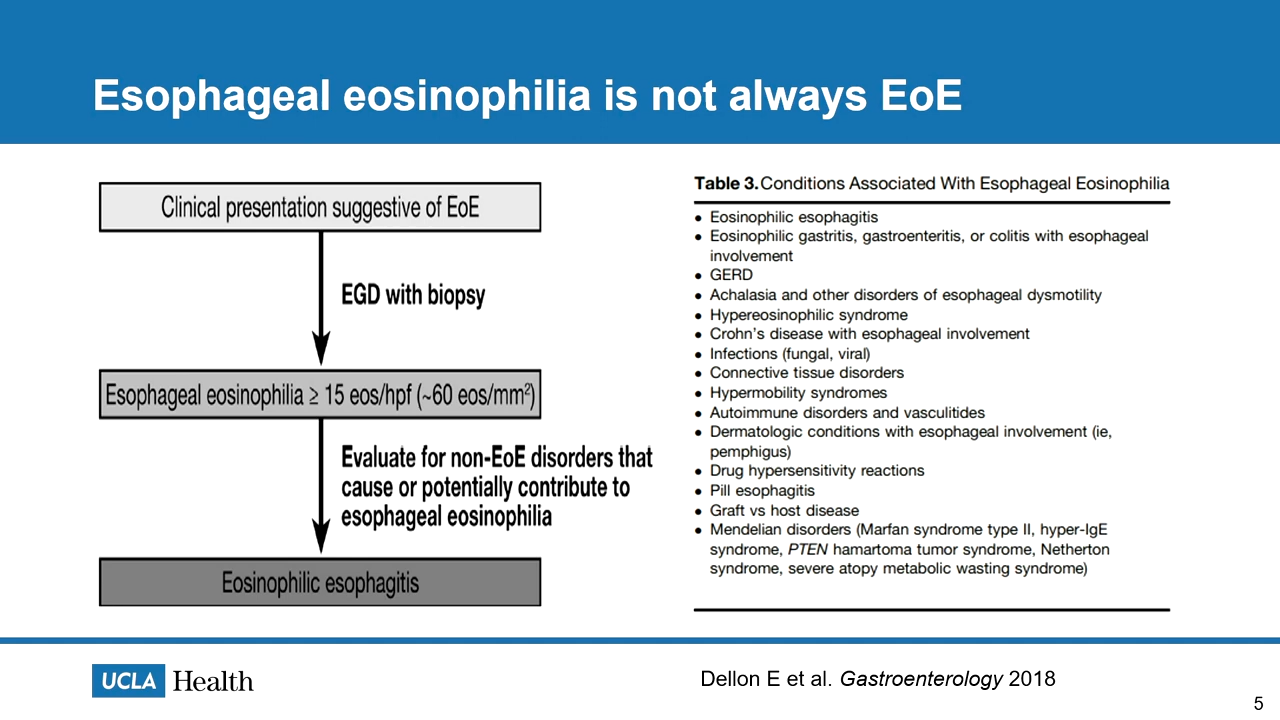 Esophageal eosinophilia is not always EoE
Clinical presentation suggestive of EoE
EGD with biopsy
Esophageal eosinophilia ≥ 15 eos/hpf (~60 eos/mm²)
Evaluate for non-EoE disorders that
cause or potentially contribute to
esophageal eosinophilia
Eosinophilic esophagitis
Table 3. Conditions Associated With Esophageal Eosinophilia
• Eosinophilic esophagitis
• Eosinophilic gastritis, gastroenteritis, or colitis with esophageal
involvement
• GERD
• Achalasia and other disorders of esophageal dysmotility
• Hypereosinophilic syndrome
• Crohn's disease with esophageal involvement
• Infections (fungal, viral)
• Connective tissue disorders
• Hypermobility syndromes
• Autoimmune disorders and vasculitides
• Dermatologic conditions with esophageal involvement (ie,
pemphigus)
• Drug hypersensitivity reactions
• Pill esophagitis
• Graft vs host disease
• Mendelian disorders (Marfan syndrome type II, hyper-IgE
syndrome, PTEN hamartoma tumor syndrome, Netherton
syndrome, severe atopy metabolic wasting syndrome)
UCLA Health
Dellon E et al. Gastroenterology 2018
5